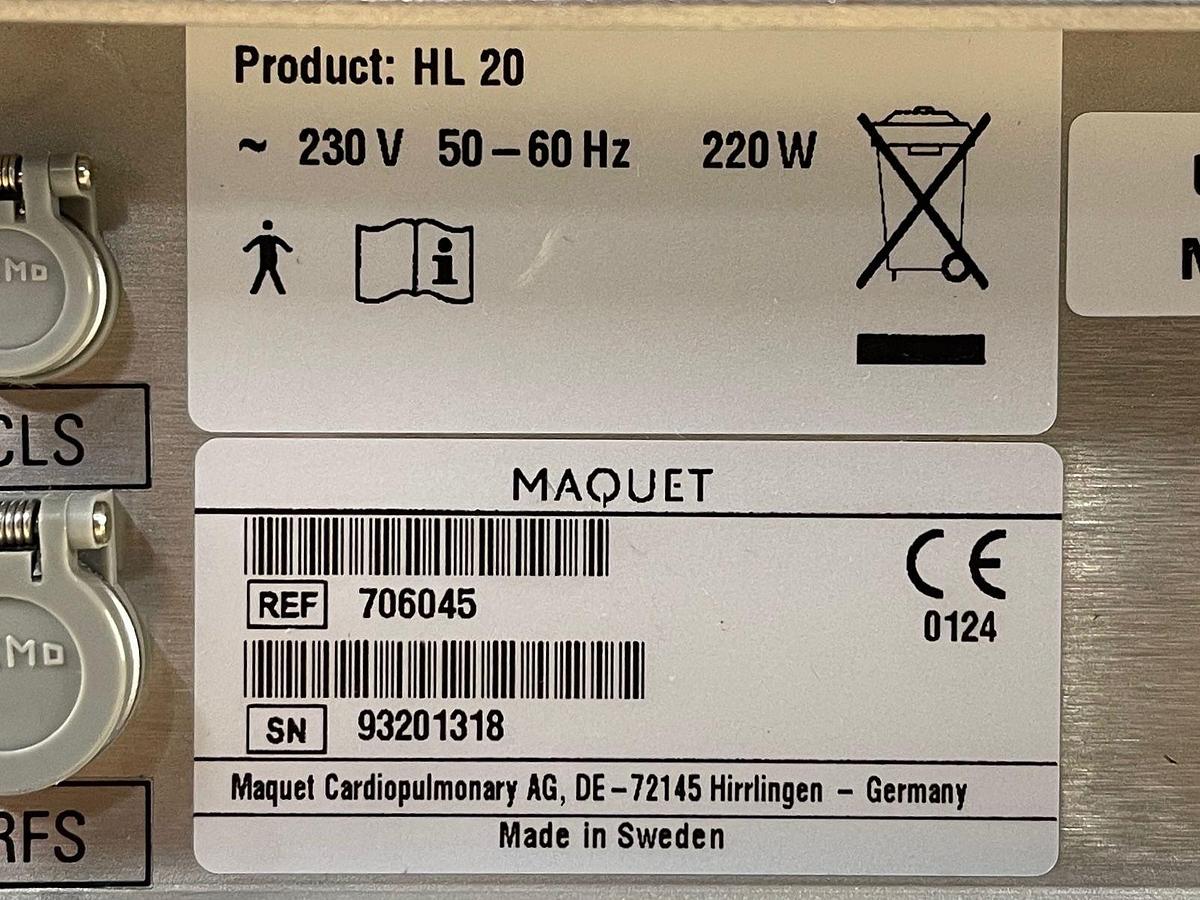 Product: HL 20
~ 230 V 50–60 Hz 220 W
i
MAQUET
REF 706045
CE
0124
SN 93201318
Maquet Cardiopulmonary AG, DE–72145 Hirrlingen – Germany
Made in Sweden
CLS
RFS